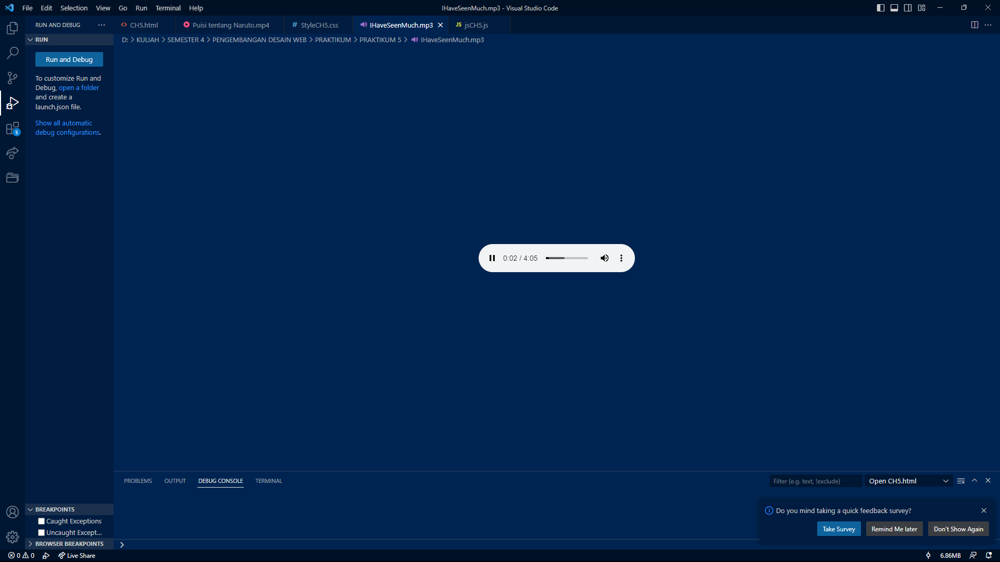 File Edit Selection View Go Run Terminal Help
IHaveSeenMuch.mp3 - Visual Studio Code
RUN AND DEBUG
CH5.html
Puisi tentang Naruto.mp4
# StyleCH5.css
IHaveSeenMuch.mp3
JS jsCH5.js
RUN
D: > KULIAH > SEMESTER 4 > PENGEMBANGAN DESAIN WEB > PRAKTIKUM > PRAKTIKUM 5 > IHaveSeenMuch.mp3
Run and Debug
To customize Run and
Debug, open a folder
and create a
launch.json file.
Show all automatic
debug configurations.
5
0:02 / 4:05
PROBLEMS OUTPUT DEBUG CONSOLE TERMINAL
Filter (e.g. text, !exclude)
Open CH5.html
BREAKPOINTS
Caught Exceptions
Uncaught Except...
BROWSER BREAKPOINTS
Do you mind taking a quick feedback survey?
Take Survey
Remind Me later
Don't Show Again
0 0 Live Share
6.86MB